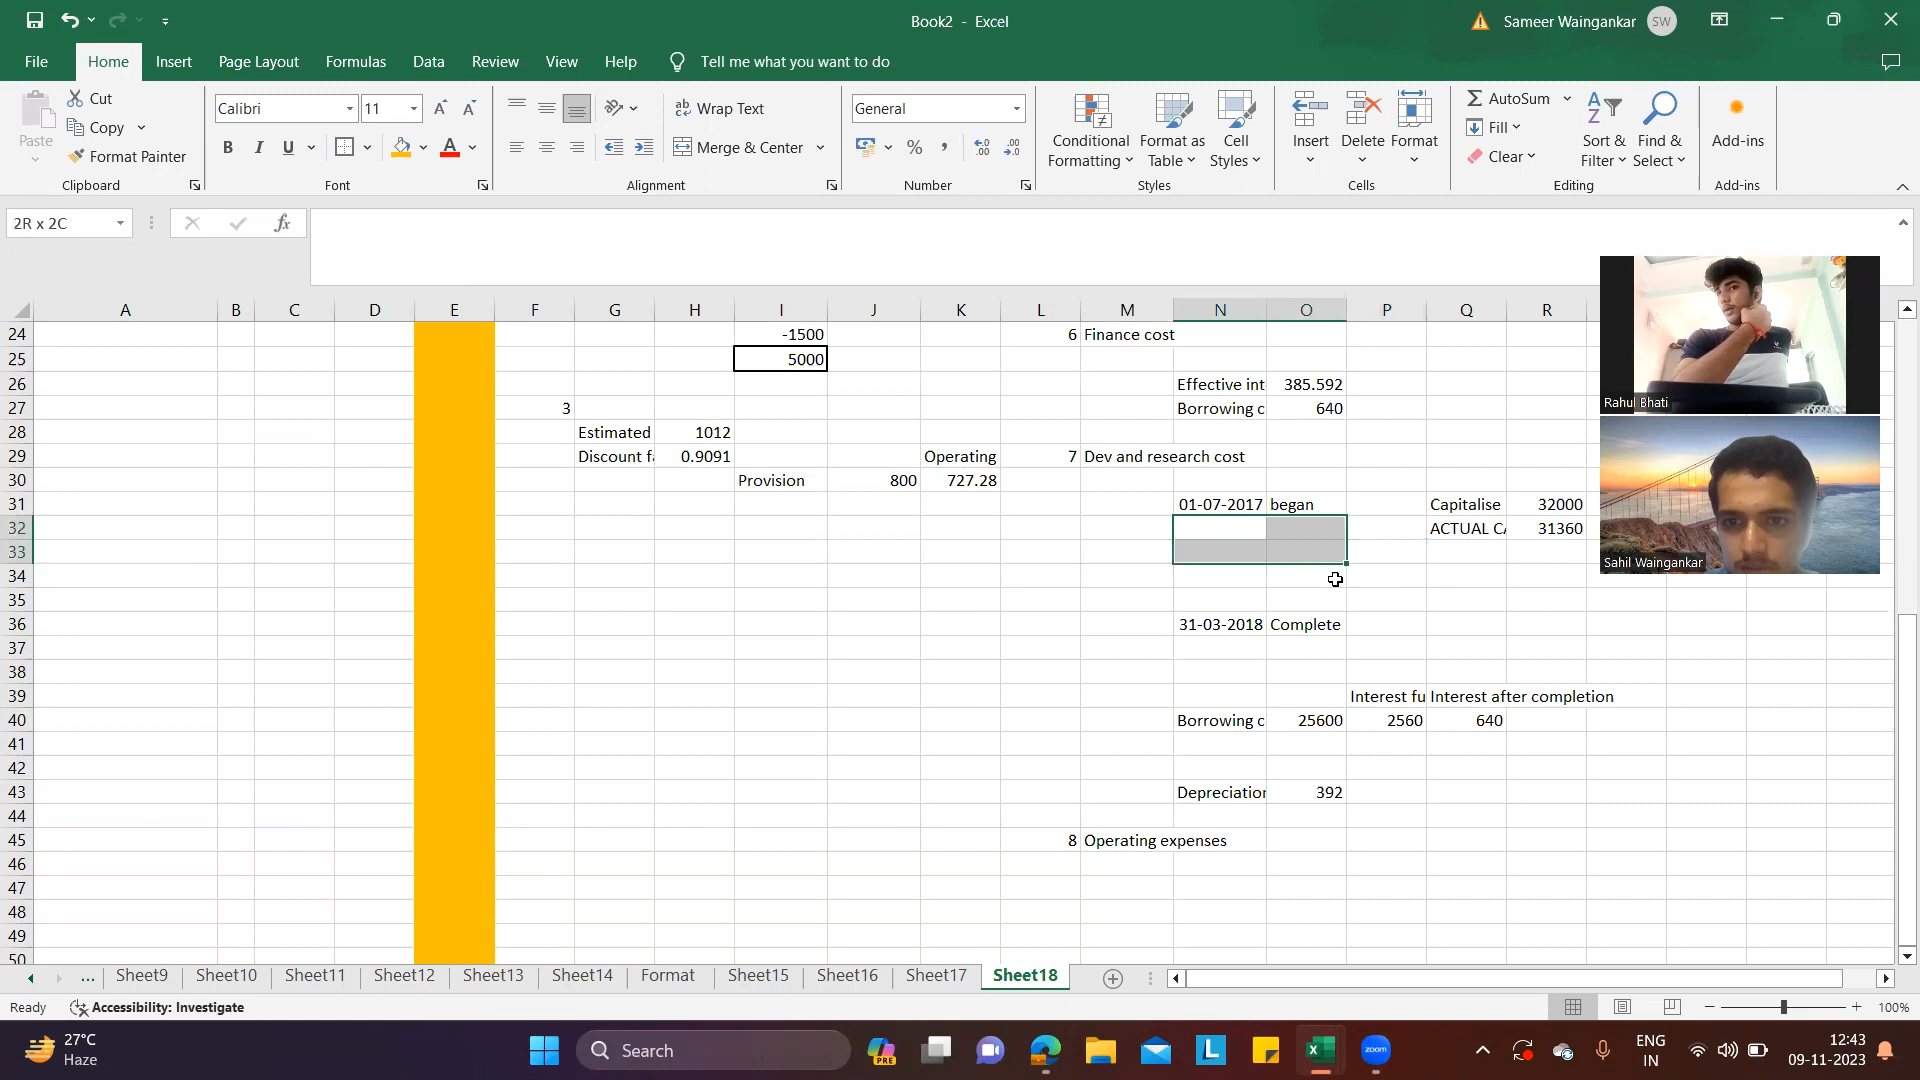 Book2 - Excel
Sameer Waingankar
SW
File
Home
Insert
Page Layout
Formulas
Data
Review
View
Help
Tell me what you want to do
Paste
Cut
Copy
Format Painter
Clipboard
Calibri
11
B I U
Font
Wrap Text
Merge & Center
Alignment
General
Number
Conditional Formatting
Format as Table
Cell Styles
Styles
Insert
Delete
Format
Cells
AutoSum
Fill
Clear
Sort & Filter
Find & Select
Editing
Add-ins
Add-ins
2R x 2C
fx
A B C D E F G H I J K L M N O P Q R
24 -1500 6 Finance cost
25 5000
26 Effective int 385.592
27 3 Borrowing c 640
28 Estimated 1012
29 Discount fa 0.9091 Operating 7 Dev and research cost
30 Provision 800 727.28
31 01-07-2017 began Capitalise 32000
32 ACTUAL CA 31360
33
34
35
36 31-03-2018 Complete
37
38
39 Interest fu Interest after completion
40 Borrowing c 25600 2560 640
41
42
43 Depreciation 392
44
45 8 Operating expenses
46
47
48
49
50
Rahul Bhati
Sahil Waingankar
... Sheet9 Sheet10 Sheet11 Sheet12 Sheet13 Sheet14 Format Sheet15 Sheet16 Sheet17 Sheet18
Ready
Accessibility: Investigate
100%
27°C
Haze
Search
PRE
L
zoom
ENG
IN
12:43
09-11-2023